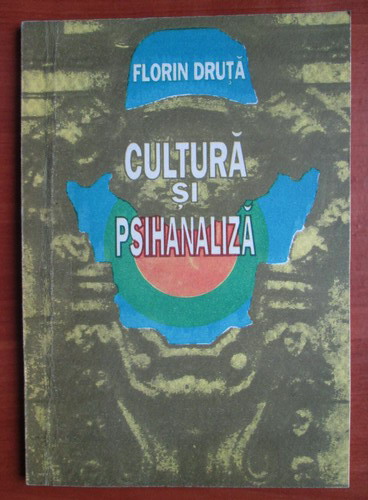 FLORIN DRUȚĂ
CULTURĂ
ȘI
PSIHANALIZĂ